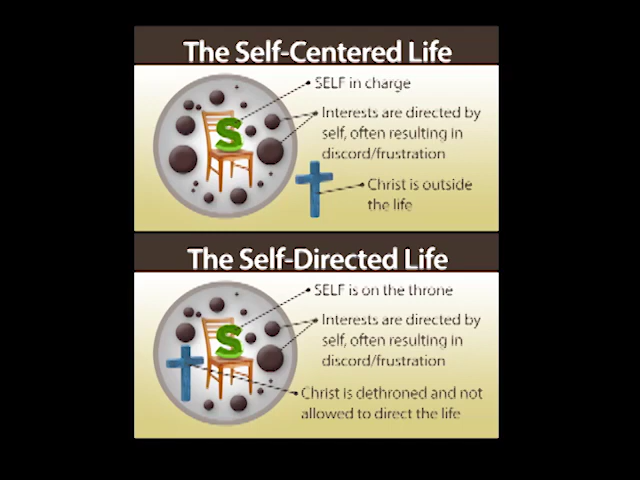 The Self-Centered Life
SELF in charge
Interests are directed by
self, often resulting in
discord/frustration
S
Christ is outside
the life
The Self-Directed Life
SELF is on the throne
Interests are directed by
self, often resulting in
discord/frustration
S
Christ is dethroned and not
allowed to direct the life